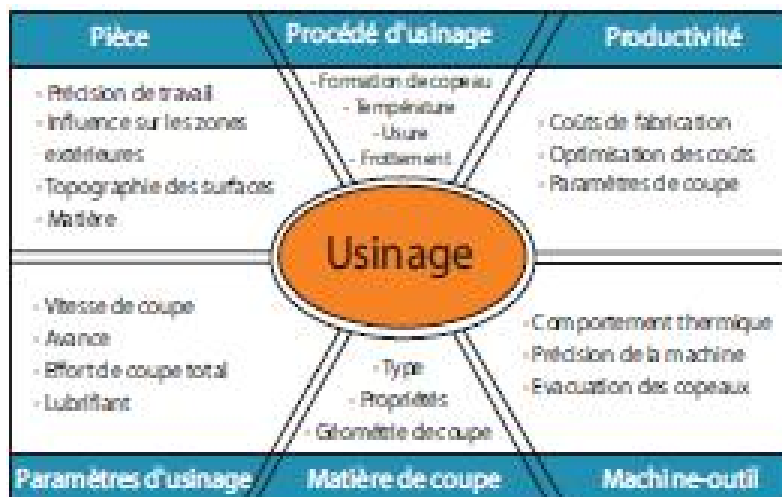 Pièce
- Précision de travail
- Influence sur les zones
extérieures
- Topographie des surfaces
- Matière
Procédé d'usinage
- Formation de copeau
- Température
- Usure
- Frottement
Productivité
- Coûts de fabrication
- Optimisation des coûts
- Paramètres de coupe
Usinage
- Vitesse de coupe
- Avance
- Effort de coupe total
- Lubrifiant
Paramètres d'usinage
- Type
- Propriétés
- Géométrie de coupe
Matière de coupe
- Comportement thermique
- Précision de la machine
- Evacuation des copeaux
Machine-outil